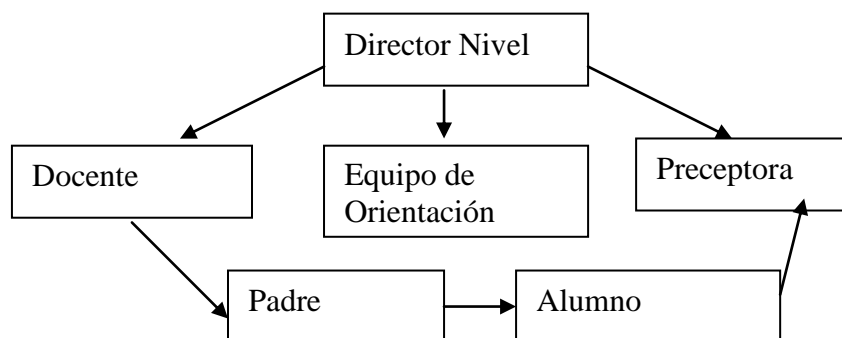 Director Nivel
Docente
Equipo de
Orientación
Preceptora
Padre
Alumno